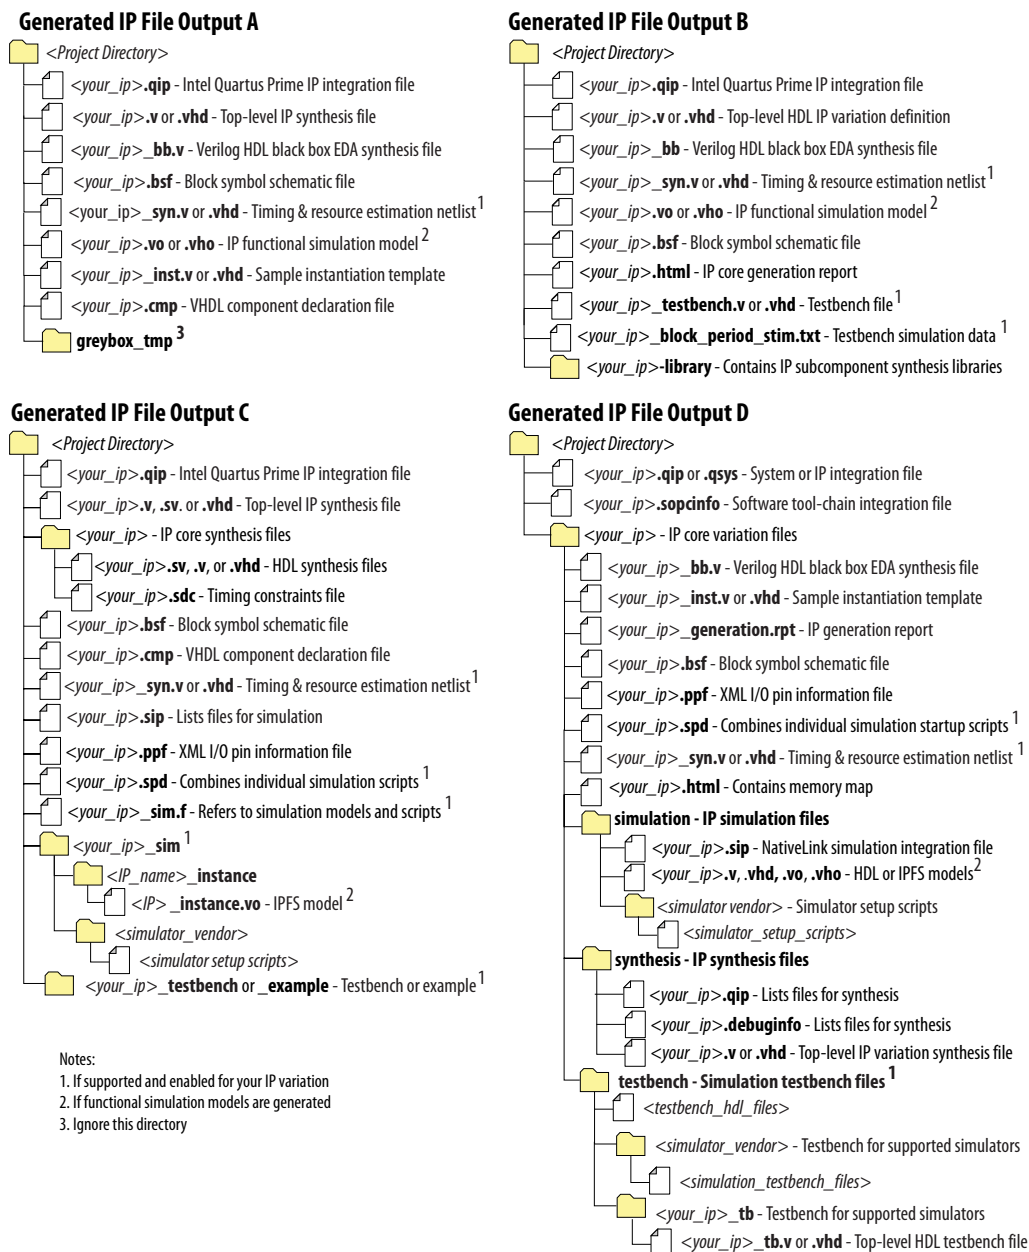 Generated IP File Output A
<Project Directory>
<your_ip>.qip - Intel Quartus Prime IP integration file
<your_ip>.v or .vhd - Top-level IP synthesis file
<your_ip>_bb.v - Verilog HDL black box EDA synthesis file
<your_ip>.bsf - Block symbol schematic file
<your_ip>_syn.v or .vhd - Timing & resource estimation netlist 1
<your_ip>.vo or .vho - IP functional simulation model 2
<your_ip>_inst.v or .vhd - Sample instantiation template
<your_ip>.cmp - VHDL component declaration file
greybox_tmp 3
Generated IP File Output B
<Project Directory>
<your_ip>.qip - Intel Quartus Prime IP integration file
<your_ip>.v or .vhd - Top-level HDL IP variation definition
<your_ip>_bb - Verilog HDL black box EDA synthesis file
<your_ip>_syn.v or .vhd - Timing & resource estimation netlist 1
<your_ip>.vo or .vho - IP functional simulation model 2
<your_ip>.bsf - Block symbol schematic file
<your_ip>.html - IP core generation report
<your_ip>_testbench.v or .vhd - Testbench file 1
<your_ip>_block_period_stim.txt - Testbench simulation data 1
<your_ip>-library - Contains IP subcomponent synthesis libraries
Generated IP File Output C
<Project Directory>
<your_ip>.qip - Intel Quartus Prime IP integration file
<your_ip>.v, .sv. or .vhd - Top-level IP synthesis file
<your_ip> - IP core synthesis files
<your_ip>.sv, .v, or .vhd - HDL synthesis files
<your_ip>.sdc - Timing constraints file
<your_ip>.bsf - Block symbol schematic file
<your_ip>.cmp - VHDL component declaration file
<your_ip>_syn.v or .vhd - Timing & resource estimation netlist 1
<your_ip>.sip - Lists files for simulation
<your_ip>.ppf - XML I/O pin information file
<your_ip>.spd - Combines individual simulation scripts 1
<your_ip>_sim.f - Refers to simulation models and scripts 1
<your_ip>_sim 1
<IP_name>_instance
<IP>_instance.vo - IPFS model 2
<simulator_vendor>
<simulator setup scripts>
<your_ip>_testbench or _example - Testbench or example 1
Notes:
1. If supported and enabled for your IP variation
2. If functional simulation models are generated
3. Ignore this directory
Generated IP File Output D
<Project Directory>
<your_ip>.qip or .qsys - System or IP integration file
<your_ip>.sopcinfo - Software tool-chain integration file
<your_ip> - IP core variation files
<your_ip>_bb.v - Verilog HDL black box EDA synthesis file
<your_ip>_inst.v or .vhd - Sample instantiation template
<your_ip>_generation.rpt - IP generation report
<your_ip>.bsf - Block symbol schematic file
<your_ip>.ppf - XML I/O pin information file
<your_ip>.spd - Combines individual simulation startup scripts 1
<your_ip>_syn.v or .vhd - Timing & resource estimation netlist 1
<your_ip>.html - Contains memory map
simulation - IP simulation files
<your_ip>.sip - NativeLink simulation integration file
<your_ip>.v, .vhd, .vo, .vho - HDL or IPFS models 2
<simulator vendor> - Simulator setup scripts
<simulator_setup_scripts>
synthesis - IP synthesis files
<your_ip>.qip - Lists files for synthesis
<your_ip>.debuginfo - Lists files for synthesis
<your_ip>.v or .vhd - Top-level IP variation synthesis file
testbench - Simulation testbench files 1
<testbench_hdl_files>
<simulator_vendor> - Testbench for supported simulators
<simulation_testbench_files>
<your_ip>_tb - Testbench for supported simulators
<your_ip>_tb.v or .vhd - Top-level HDL testbench file